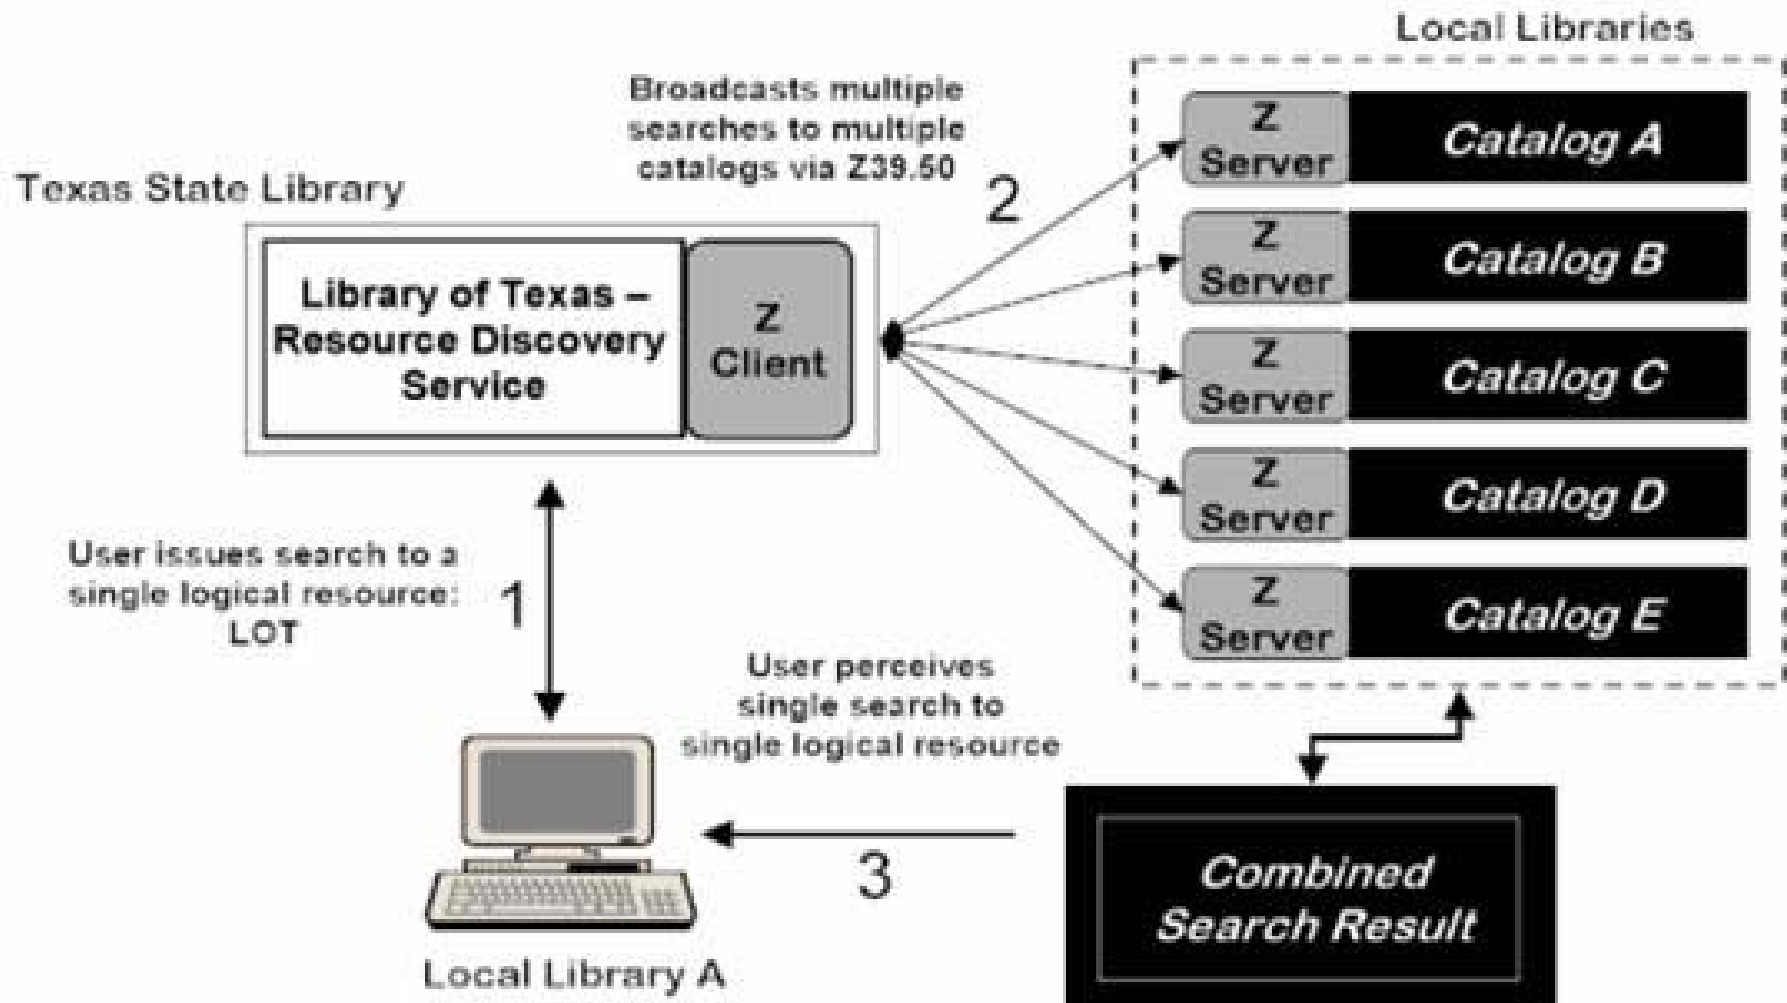 Local Libraries
Broadcasts multiple
searches to multiple
catalogs via Z39.50
2
Texas State Library
Library of Texas –
Resource Discovery
Service
Z
Client
Z
Server
Catalog A
Z
Server
Catalog B
Z
Server
Catalog C
Z
Server
Catalog D
Z
Server
Catalog E
User issues search to a
single logical resource:
LOT
1
User perceives
single search to
single logical resource
3
Local Library A
Combined
Search Result